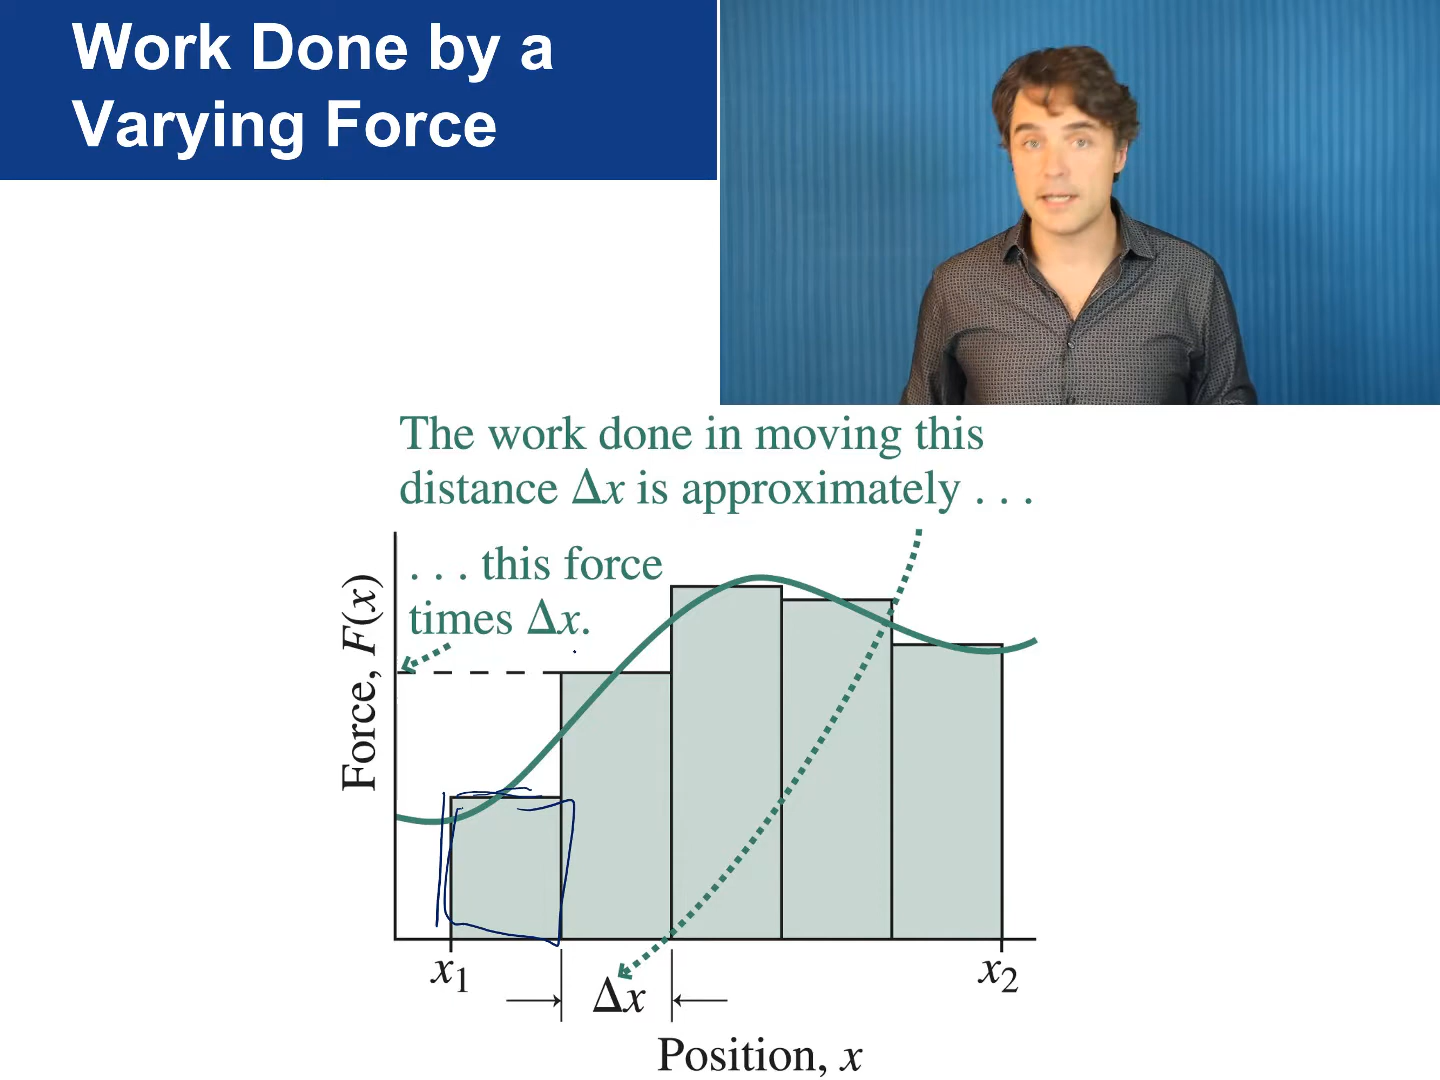 Work Done by a
Varying Force
The work done in moving this
distance Δx is approximately . . .
. . . this force
times Δx.
Force, F(x)
x₁
x₂
Δx
Position, x